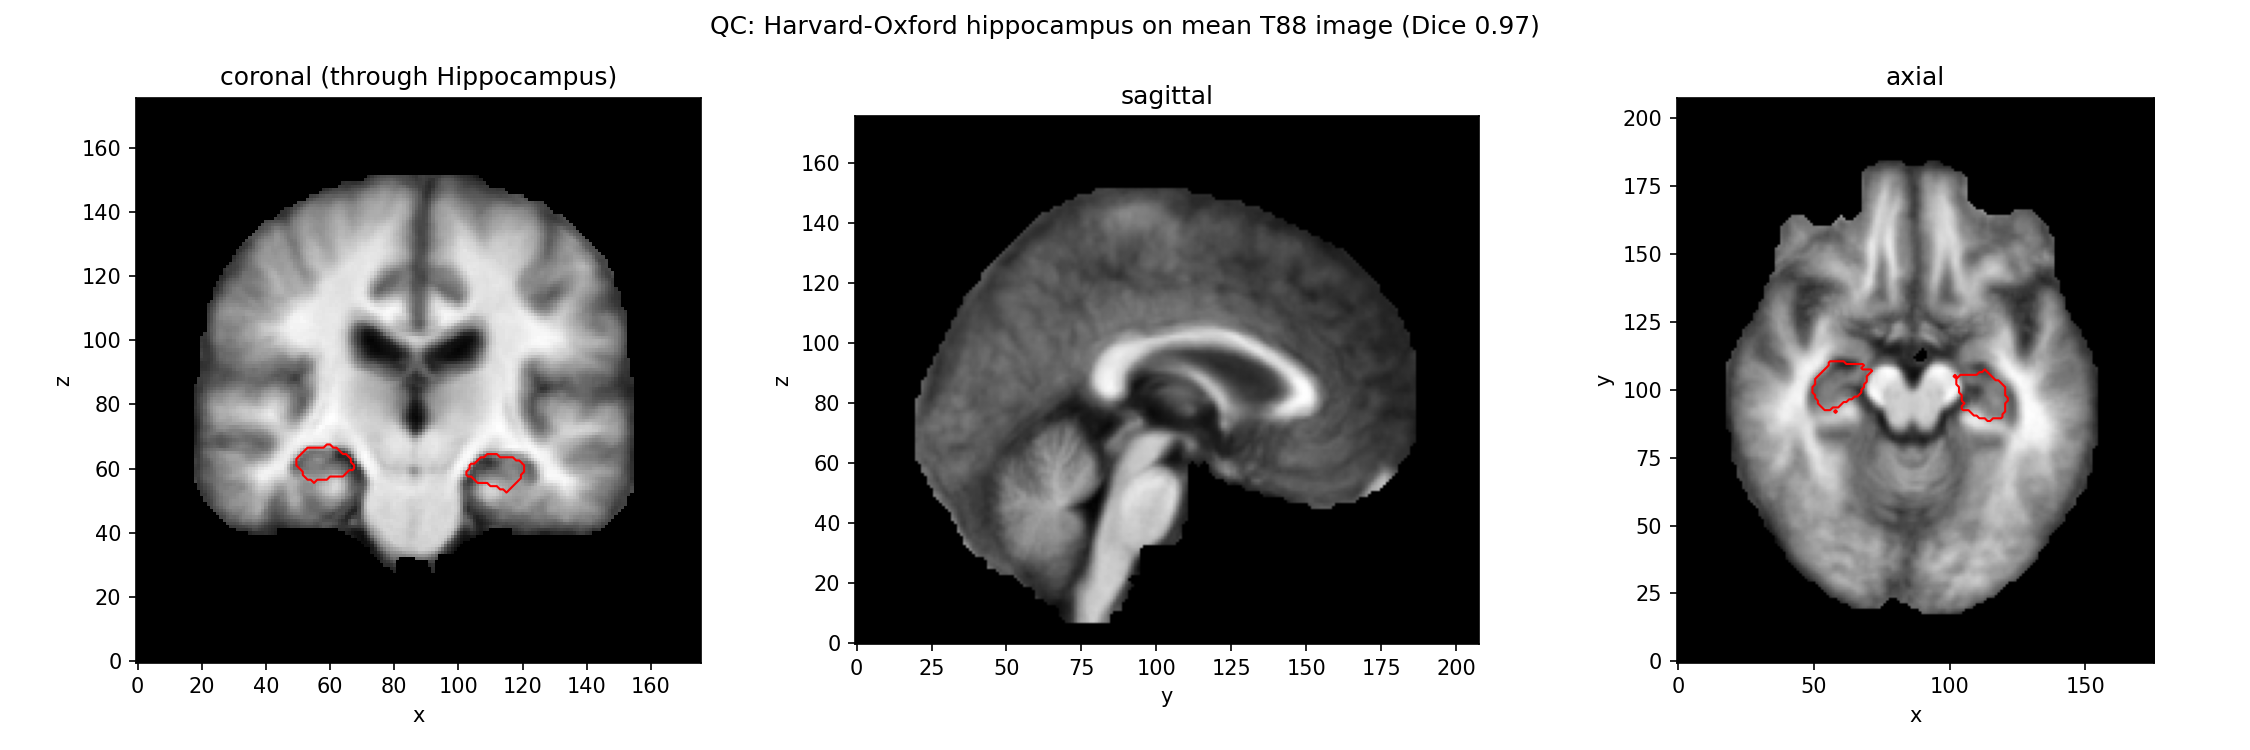 QC: Harvard-Oxford hippocampus on mean T88 image (Dice 0.97)
coronal (through Hippocampus)
160
140
120
100
80
60
40
20
0
z
0 20 40 60 80 100 120 140 160
x
sagittal
160
140
120
100
80
60
40
20
0
z
0 25 50 75 100 125 150 175 200
y
axial
200
175
150
125
100
75
50
25
0
y
0 50 100 150
x